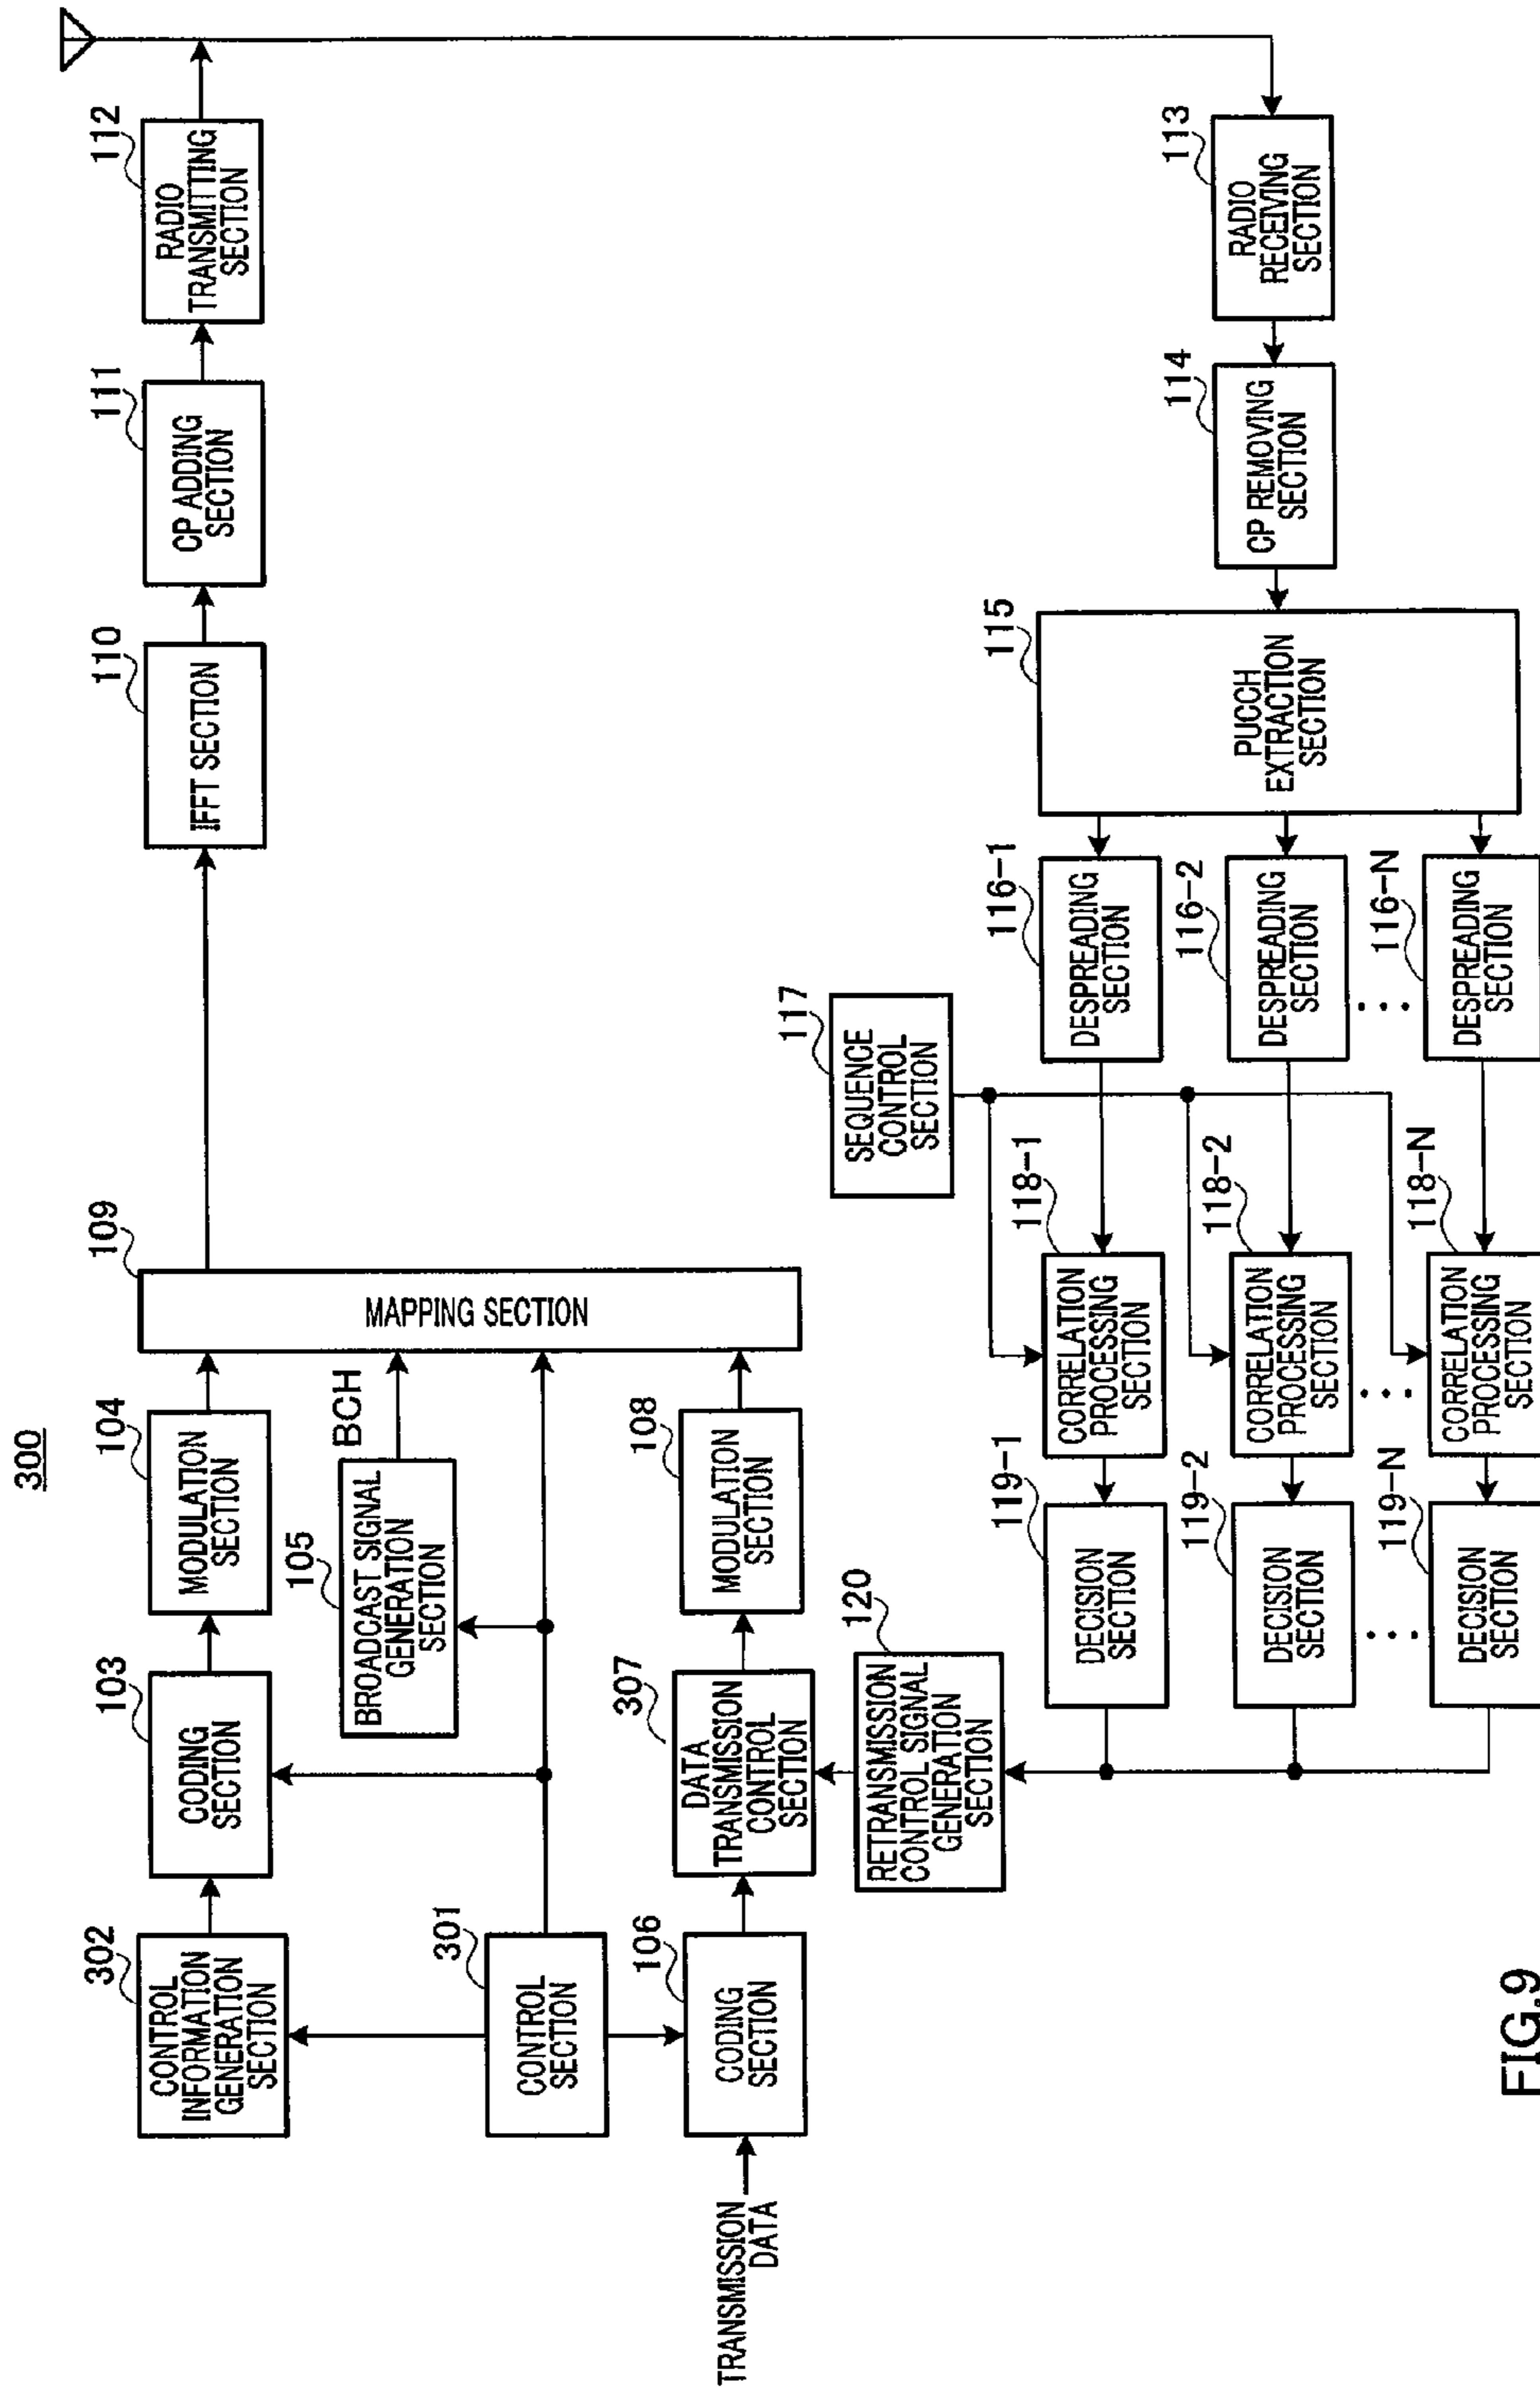 300
302
CONTROL
INFORMATION
GENERATION
SECTION
103
CODING
SECTION
104
MODULATION
SECTION
109
MAPPING SECTION
110
IFFT SECTION
111
CP ADDING
SECTION
112
RADIO
TRANSMITTING
SECTION
105
BROADCAST SIGNAL
GENERATION
SECTION
BCH
301
CONTROL
SECTION
TRANSMISSION
DATA
106
CODING
SECTION
307
DATA
TRANSMISSION
CONTROL
SECTION
108
MODULATION
SECTION
120
RETRANSMISSION
CONTROL SIGNAL
GENERATION
SECTION
117
SEQUENCE
CONTROL
SECTION
119-1
DECISION
SECTION
118-1
CORRELATION
PROCESSING
SECTION
116-1
DESPREADING
SECTION
115
PUCCH
EXTRACTION
SECTION
114
CP REMOVING
SECTION
113
RADIO
RECEIVING
SECTION
119-2
DECISION
SECTION
118-2
CORRELATION
PROCESSING
SECTION
116-2
DESPREADING
SECTION
119-N
DECISION
SECTION
118-N
CORRELATION
PROCESSING
SECTION
116-N
DESPREADING
SECTION
FIG.9